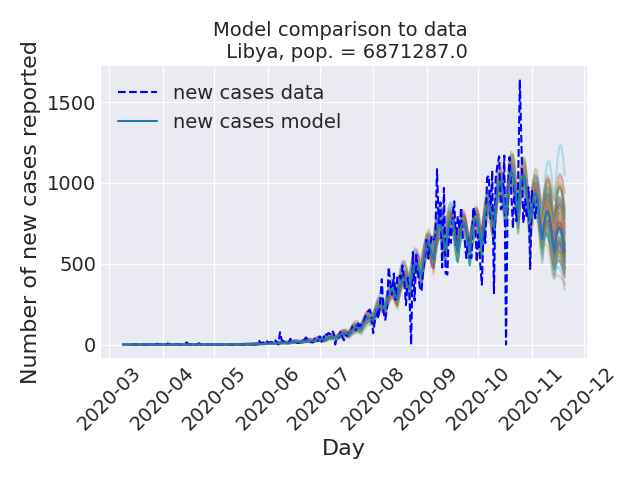 Model comparison to data
Libya, pop. = 6871287.0
Number of new cases reported
1500
1000
500
0
new cases data
new cases model
2020-03
2020-04
2020-05
2020-06
2020-07
2020-08
2020-09
2020-10
2020-11
2020-12
Day